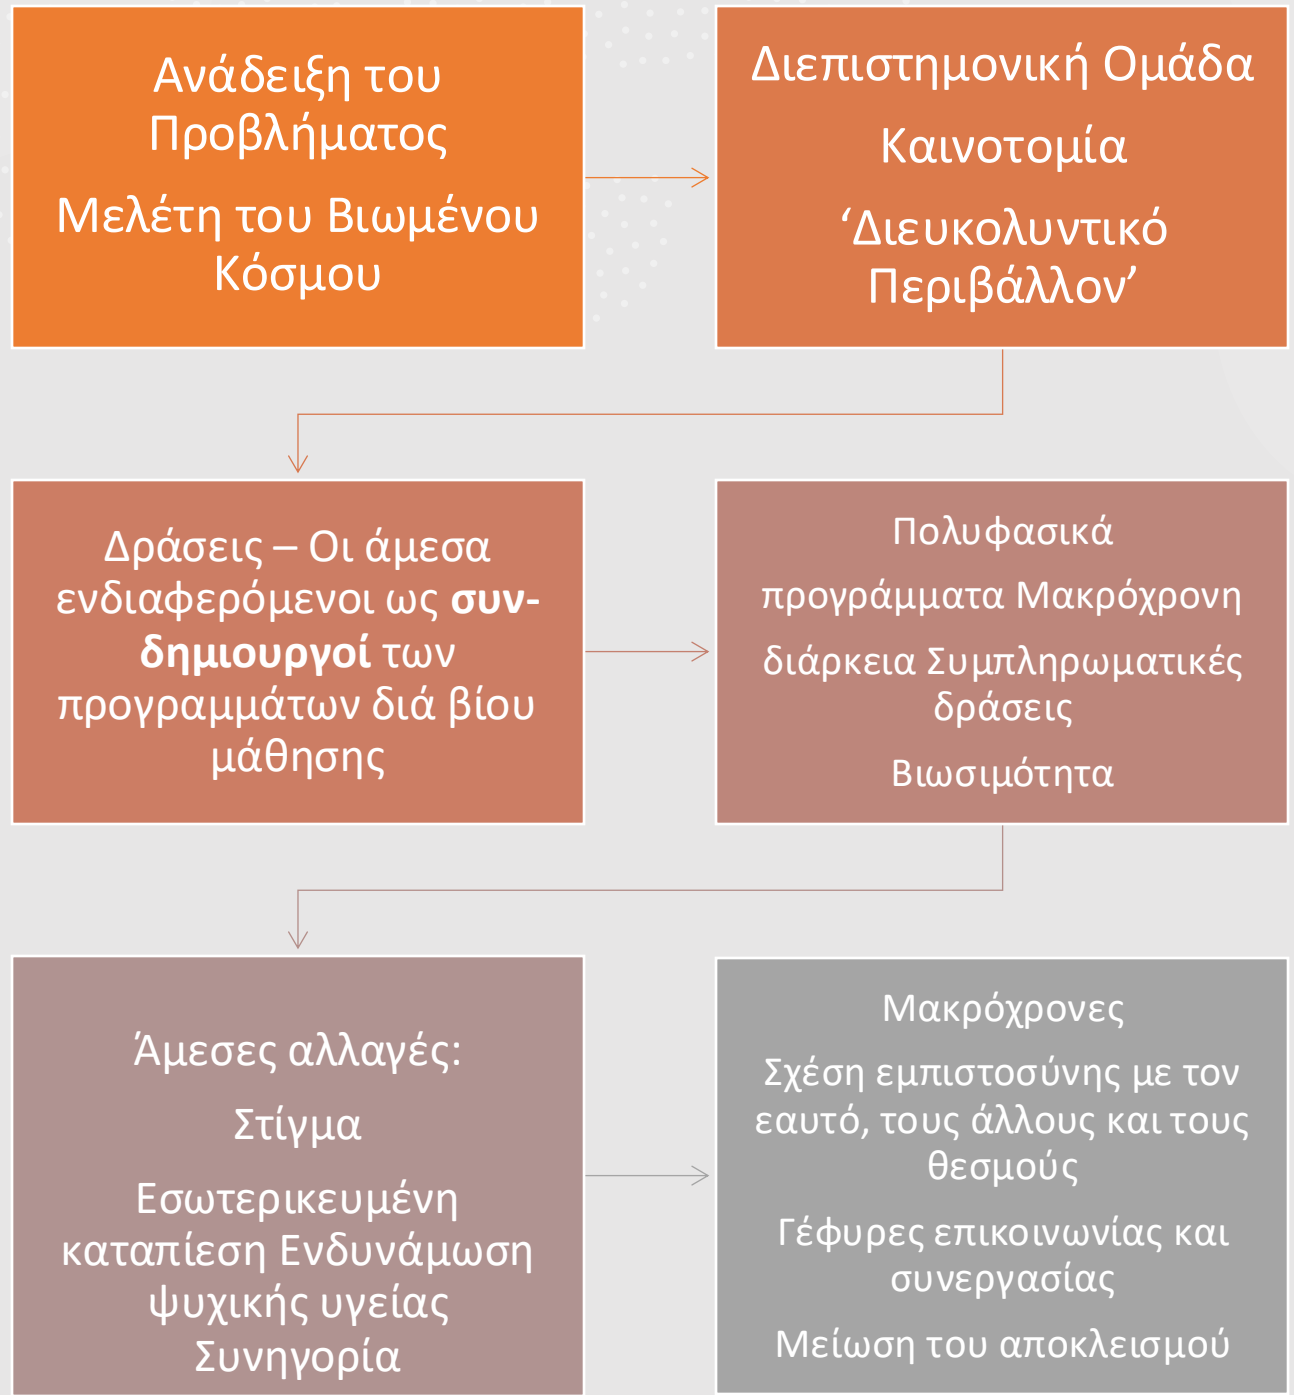 Ανάδειξη του
Προβλήματος
Μελέτη του Βιωμένου
Κόσμου
Διεπιστημονική Ομάδα
Καινοτομία
‘Διευκολυντικό
Περιβάλλον’
Δράσεις – Οι άμεσα
ενδιαφερόμενοι ως συν-
δημιουργοί των
προγραμμάτων διά βίου
μάθησης
Πολυφασικά
προγράμματα Μακρόχρονη
διάρκεια Συμπληρωματικές
δράσεις
Βιωσιμότητα
Άμεσες αλλαγές:
Στίγμα
Εσωτερικευμένη
καταπίεση Ενδυνάμωση
ψυχικής υγείας
Συνηγορία
Μακρόχρονες
Σχέση εμπιστοσύνης με τον
εαυτό, τους άλλους και τους
θεσμούς
Γέφυρες επικοινωνίας και
συνεργασίας
Μείωση του αποκλεισμού